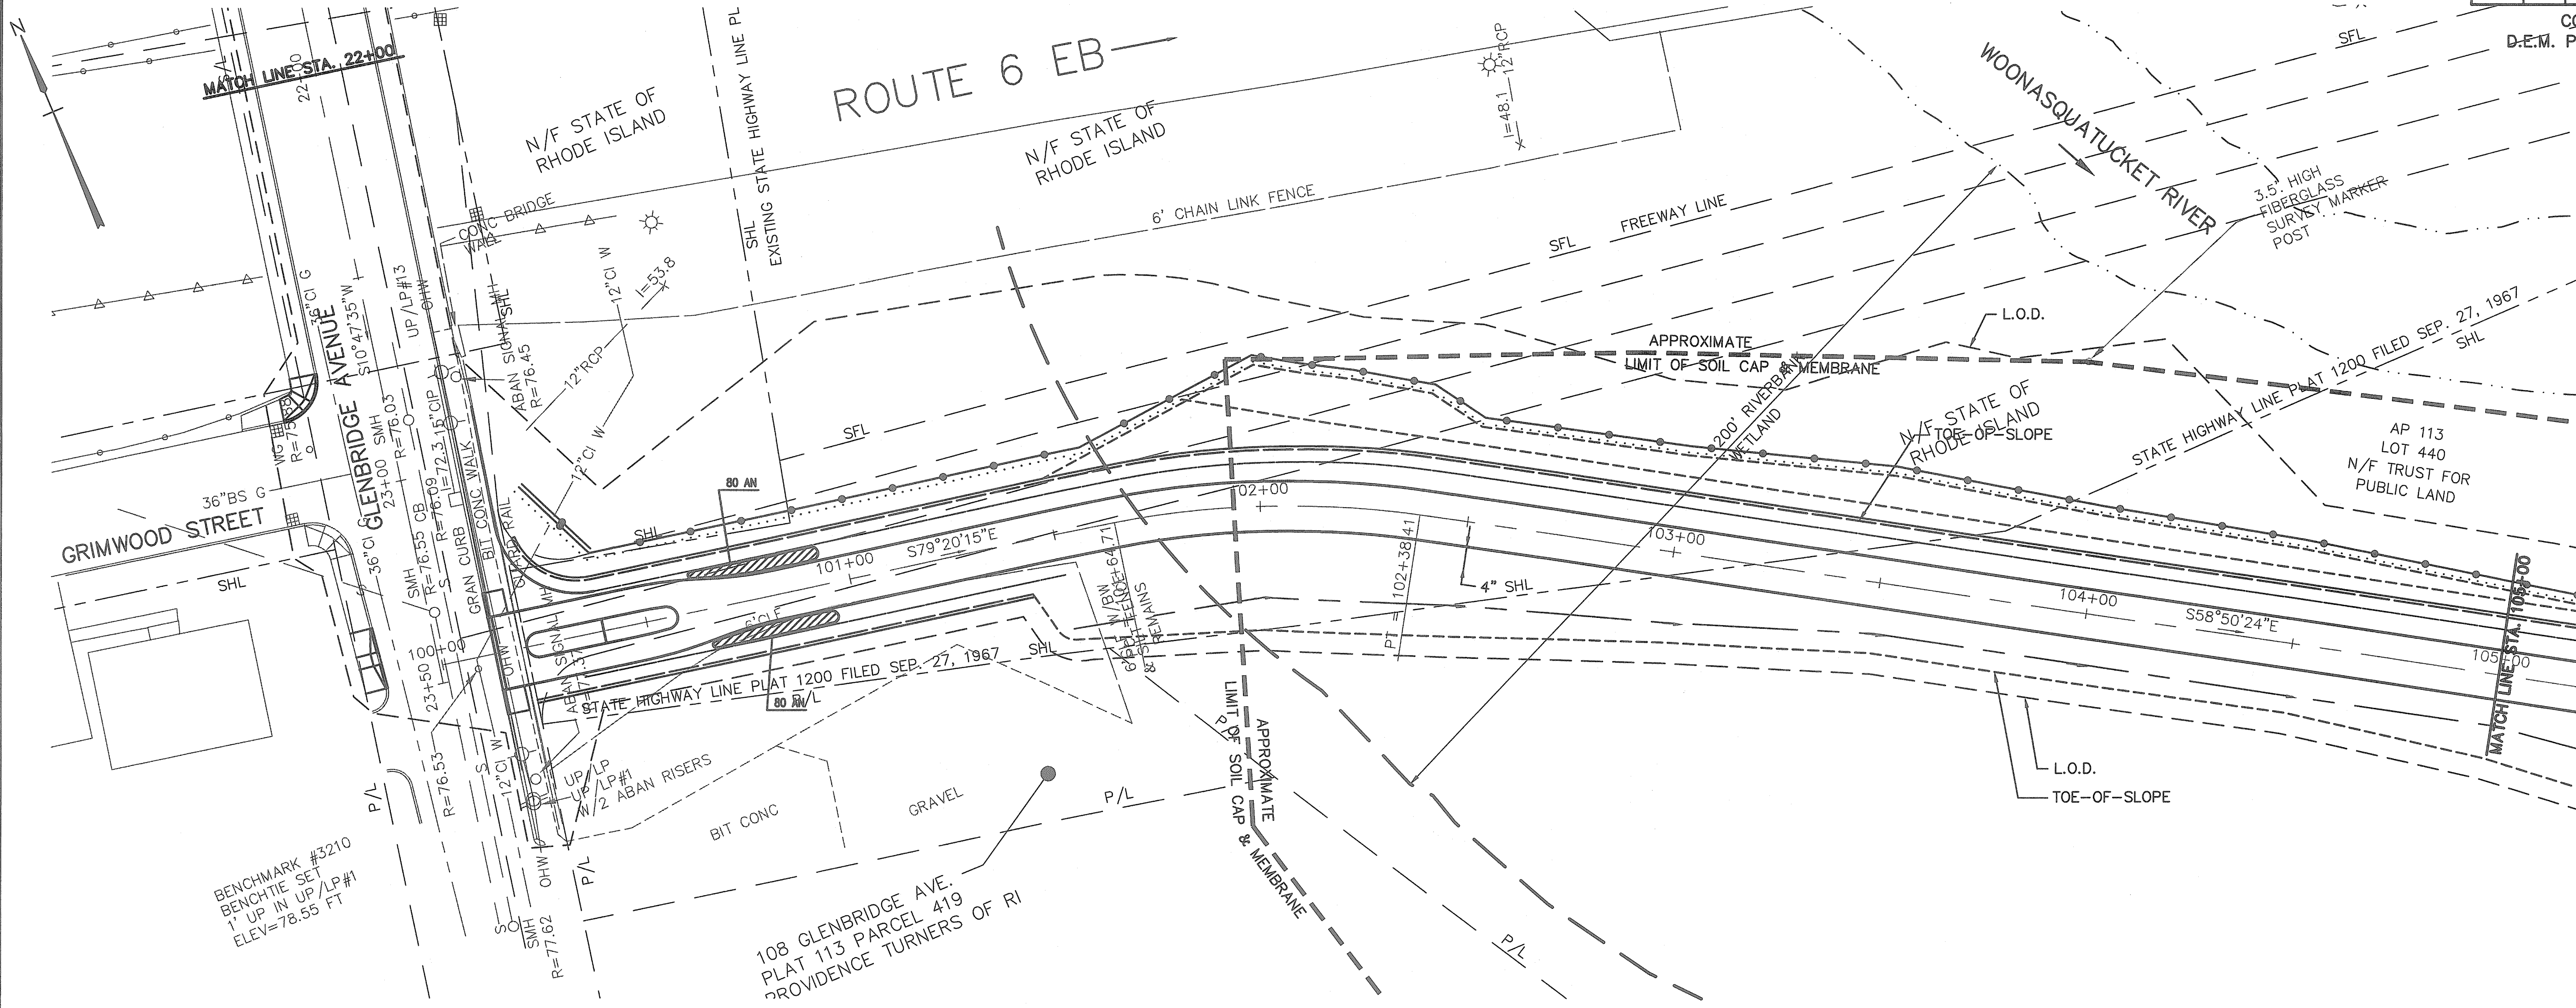 N
MATCH LINE STA. 22+00
22+00
N/F STATE OF
RHODE ISLAND
SHL
EXISTING STATE HIGHWAY LINE PL
ROUTE 6 EB
N/F STATE OF
RHODE ISLAND
6' CHAIN LINK FENCE
I=48.1
12"RCP
WOONASQUATUCKET RIVER
SFL
D.E.M. P
3.5' HIGH
FIBERGLASS
SURVEY MARKER
POST
CONC BRIDGE
WALL
I=53.8
12"CI W
12"RCP
12"CI W
36"CI G
GLENBRIDGE AVENUE
S10°47'35"W
UP/LP#13
OHW
SHL
ABAN SIGNAL MH
R=76.45
SFL
FREEWAY LINE
SFL
APPROXIMATE
LIMIT OF SOIL CAP & MEMBRANE
L.O.D.
200' RIVERBANK
WETLAND
N/F STATE OF
RHODE ISLAND
TOE-OF-SLOPE
STATE HIGHWAY LINE PLAT 1200 FILED SEP. 27, 1967
SHL
AP 113
LOT 440
N/F TRUST FOR
PUBLIC LAND
WG
36"BS G
GRIMWOOD STREET
SHL
36"CI G
23+00
SMH
R=76.03
SMH
R=76.55
CB
R=76.09
I=72.3
15"CIP
S
GRAN CURB
BIT CONC WALK
GUARD RAIL
SHL
80 AN
101+00
S79°20'15"E
02+00
PT = 102+38.41
103+00
4" SHL
104+00
S58°50'24"E
105+00
MATCH LINE STA. 105+00
100+00
23+50
OHW
ABAN SIGNAL MH
6'CLF
STATE HIGHWAY LINE PLAT 1200 FILED SEP. 27, 1967
SHL
80 AN/L
& REMAINS
P/L
R=76.53
S
12"CI W
UP/LP
UP/LP#1
W/2 ABAN RISERS
BIT CONC
GRAVEL
P/L
APPROXIMATE
LIMIT OF SOIL CAP & MEMBRANE
L.O.D.
TOE-OF-SLOPE
BENCHMARK #3210
BENCHTIE SET
1' UP IN UP/LP#1
ELEV=78.55 FT
S
SMH
R=77.62
OHW
P/L
108 GLENBRIDGE AVE.
PLAT 113 PARCEL 419
PROVIDENCE TURNERS OF RI
P/L